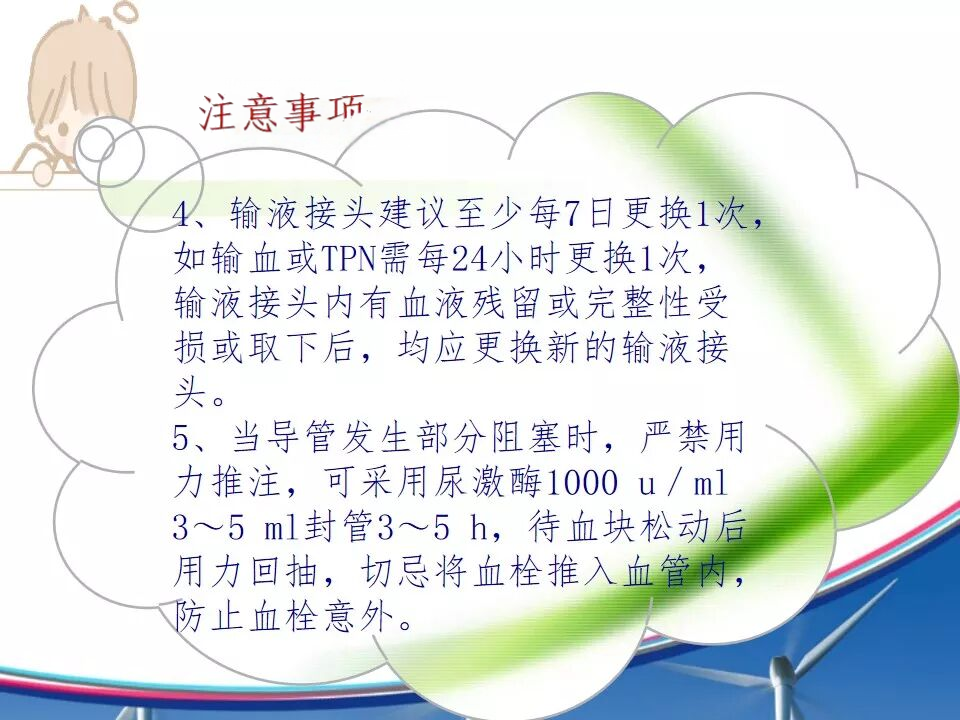 注意事项
4、输液接头建议至少每7日更换1次，
如输血或TPN需每24小时更换1次，
输液接头内有血液残留或完整性受
损或取下后，均应更换新的输液接
头。
5、当导管发生部分阻塞时，严禁用
力推注，可采用尿激酶1000 u／ml
3～5 ml封管3～5 h，待血块松动后
用力回抽，切忌将血栓推入血管内，
防止血栓意外。